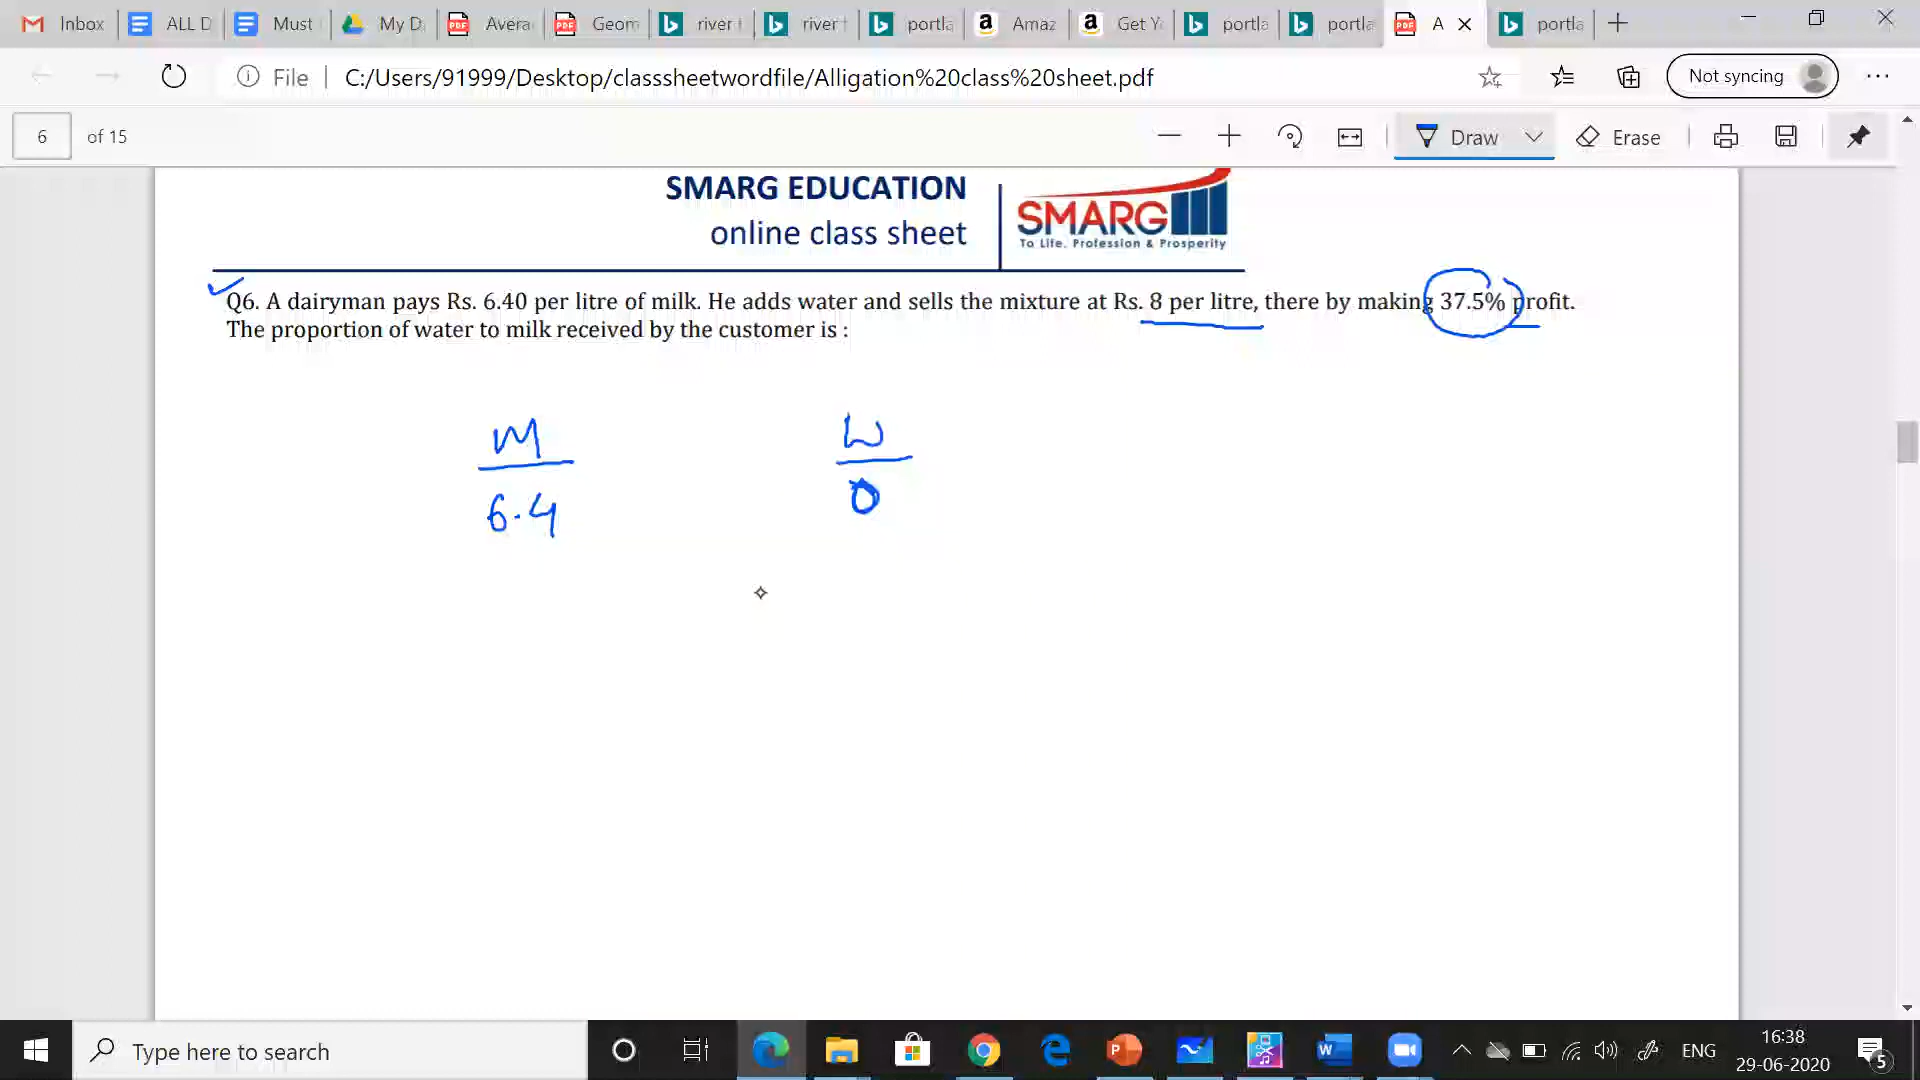 Inbox ALL D Must My D Avera Geom river t river t portla Amaz Get Y portla portla A portla
File C:/Users/91999/Desktop/classsheetwordfile/Alligation%20class%20sheet.pdf Not syncing
6 of 15 Draw Erase
SMARG EDUCATION
online class sheet
SMARG
To Life, Profession & Prosperity
Q6. A dairyman pays Rs. 6.40 per litre of milk. He adds water and sells the mixture at Rs. 8 per litre, there by making 37.5% profit.
The proportion of water to milk received by the customer is :
M W
6.4 0
Type here to search
ENG
16:38
29-06-2020
5